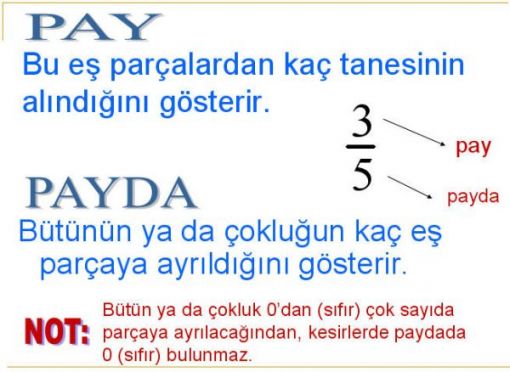 PAY
Bu eş parçalardan kaç tanesinin
alındığını gösterir.
3
pay
5
payda
PAYDA
Bütünün ya da çokluğun kaç eş
parçaya ayrıldığını gösterir.
NOT:
Bütün ya da çokluk 0’dan (sıfır) çok sayıda
parçaya ayrılacağından, kesirlerde paydada
0 (sıfır) bulunmaz.